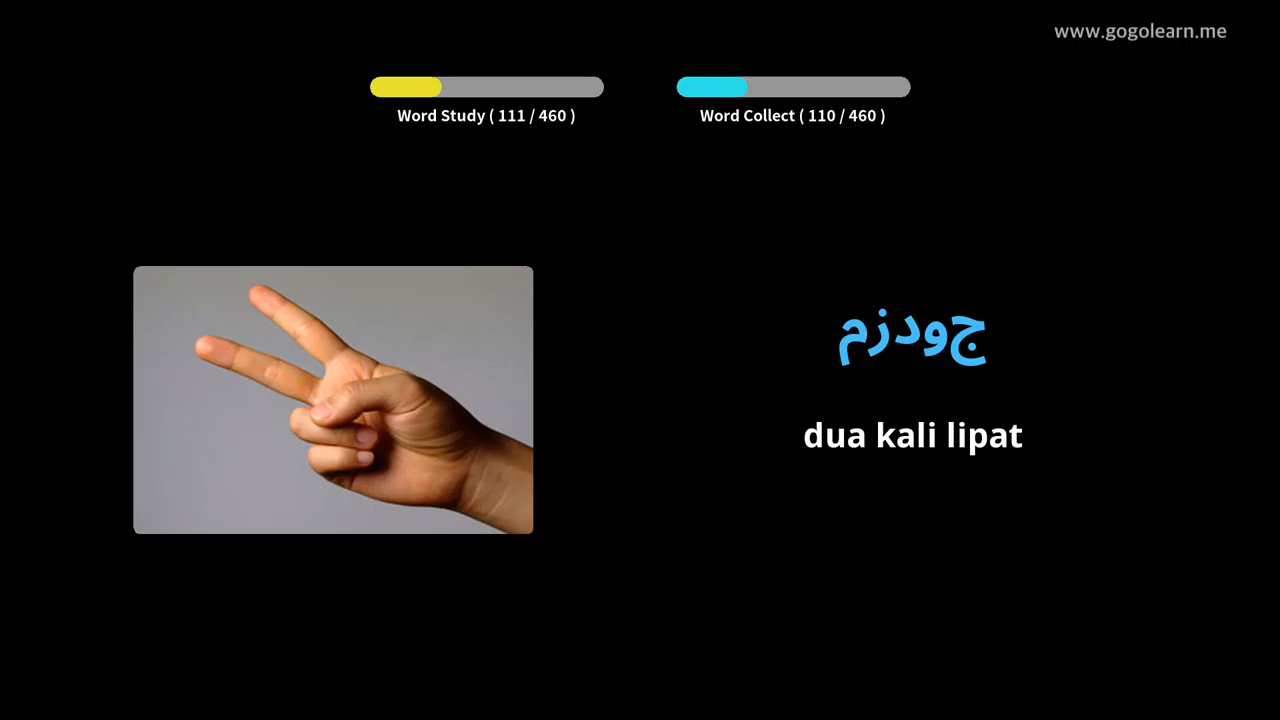 www.gogolearn.me
Word Study ( 111 / 460 )
Word Collect ( 110 / 460 )
جودزم
dua kali lipat